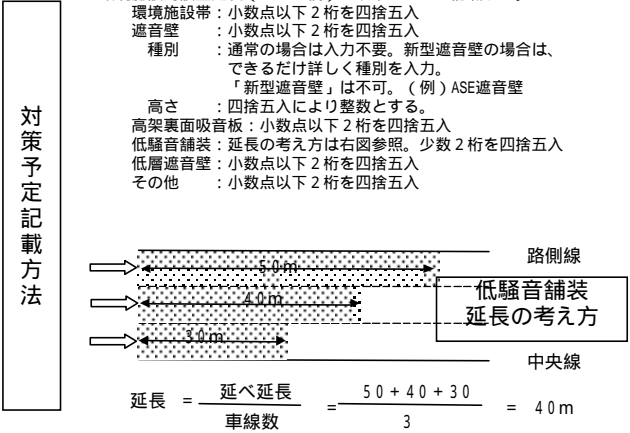 対策予定記載方法
環境施設帯：小数点以下２桁を四捨五入
遮音壁　　：小数点以下２桁を四捨五入
種別　　：通常の場合は入力不要。新型遮音壁の場合は、
できるだけ詳しく種別を入力。
「新型遮音壁」は不可。（例）ASE遮音壁
高さ　　：四捨五入により整数とする。
高架裏面吸音板：小数点以下２桁を四捨五入
低騒音舗装：延長の考え方は右図参照。少数２桁を四捨五入
低層遮音壁：小数点以下２桁を四捨五入
その他　　：小数点以下２桁を四捨五入
路側線
５０ｍ
低騒音舗装
延長の考え方
４０ｍ
３０ｍ
中央線
延長 ＝ 延べ延長 ＝ ５０＋４０＋３０ ＝ ４０ｍ
車線数 ３